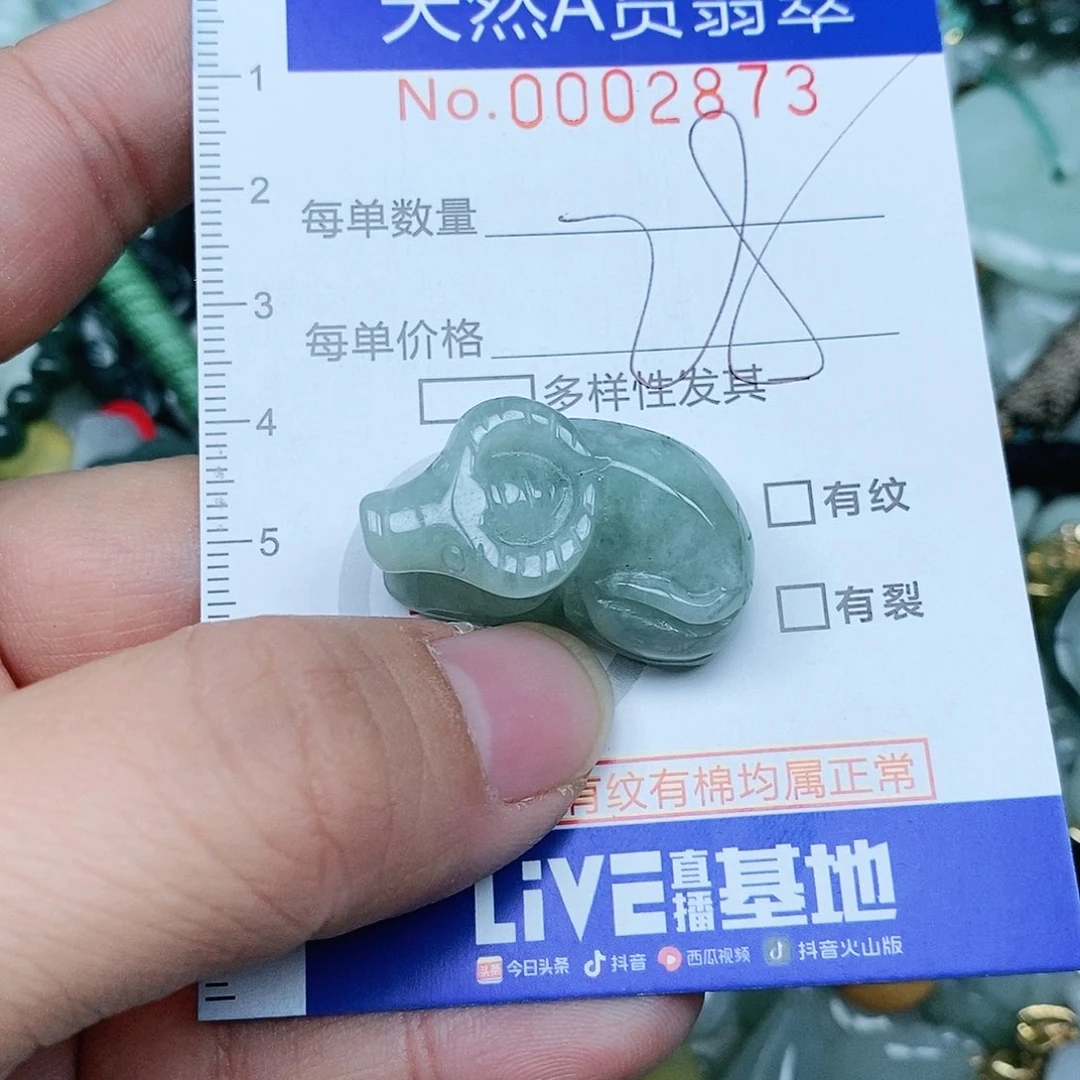 天然A货翡翠
No.0002873
1
2
每单数量
3
每单价格
多样性发其
4
有纹
5
有裂
有纹有棉均属正常
LiVE直播基地
头条 今日头条 抖音 西瓜视频 抖音火山版